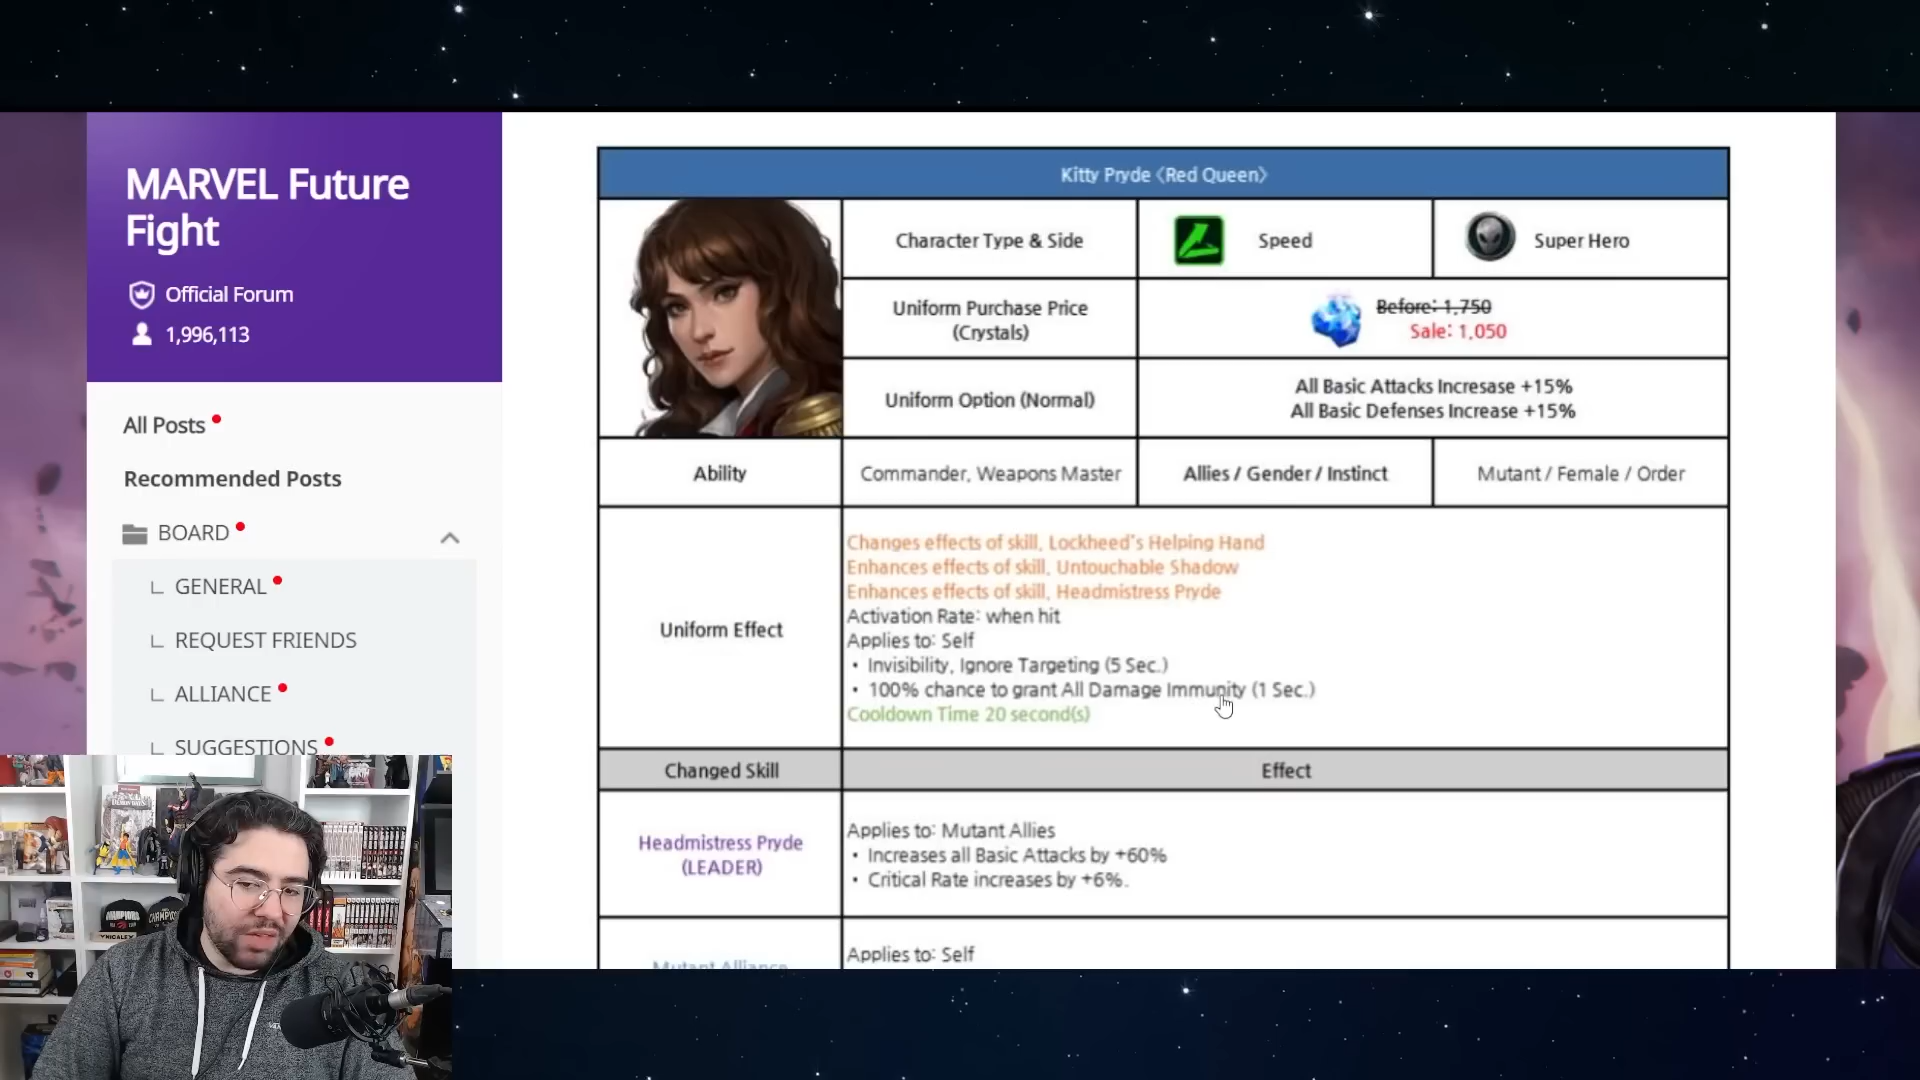 MARVEL Future
Fight
Official Forum
1,996,113
All Posts
Recommended Posts
BOARD
GENERAL
REQUEST FRIENDS
ALLIANCE
SUGGESTIONS
Kitty Pryde <Red Queen>
Character Type & Side
Speed
Super Hero
Uniform Purchase Price
(Crystals)
Before: 1,750
Sale: 1,050
Uniform Option (Normal)
All Basic Attacks Incresase +15%
All Basic Defenses Increase +15%
Ability
Commander, Weapons Master
Allies / Gender / Instinct
Mutant / Female / Order
Uniform Effect
Changes effects of skill, Lockheed's Helping Hand
Enhances effects of skill, Untouchable Shadow
Enhances effects of skill, Headmistress Pryde
Activation Rate: when hit
Applies to: Self
• Invisibility, Ignore Targeting (5 Sec.)
• 100% chance to grant All Damage Immunity (1 Sec.)
Cooldown Time 20 second(s)
Changed Skill
Effect
Headmistress Pryde
(LEADER)
Applies to: Mutant Allies
• Increases all Basic Attacks by +60%
• Critical Rate increases by +6%.
Mutant Alliance
Applies to: Self